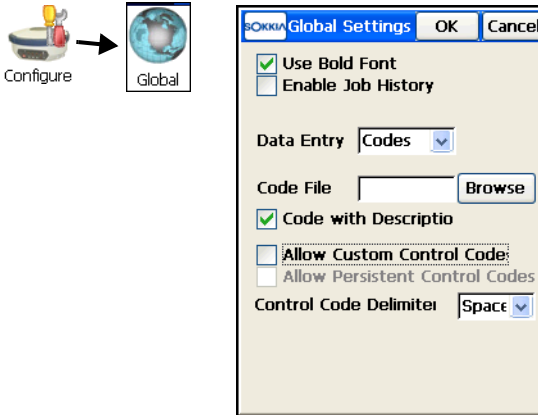 Configure
Global
SOKKIA Global Settings OK Cancel
Use Bold Font
Enable Job History
Data Entry Codes
Code File Browse
Code with Descriptio
Allow Custom Control Code
Allow Persistent Control Codes
Control Code Delimiter Space